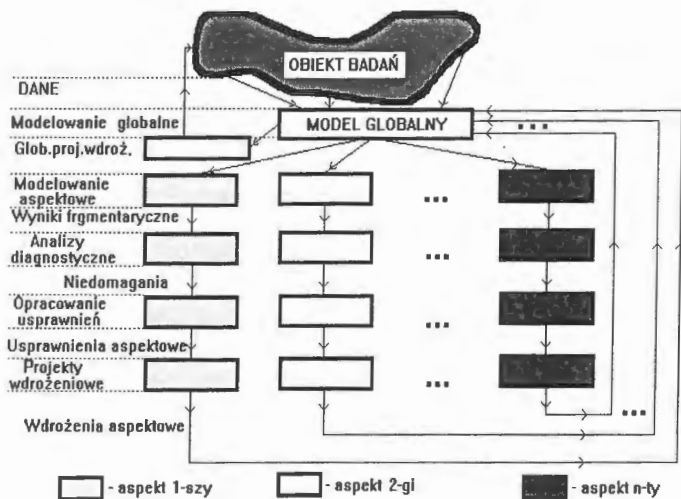 OBIEKT BADAŃ
DANE
Modelowanie globalne
MODEL GLOBALNY
...
Glob.proj.wdroż.
Modelowanie
aspektowe
...
Wyniki frgmentaryczne
Analizy
diagnostyczne
...
Niedomagania
Opracowanie
usprawnień
...
Usprawnienia aspektowe
Projekty
wdrożeniowe
...
...
Wdrożenia aspektowe
- aspekt 1-szy
- aspekt 2-gi
- aspekt n-ty